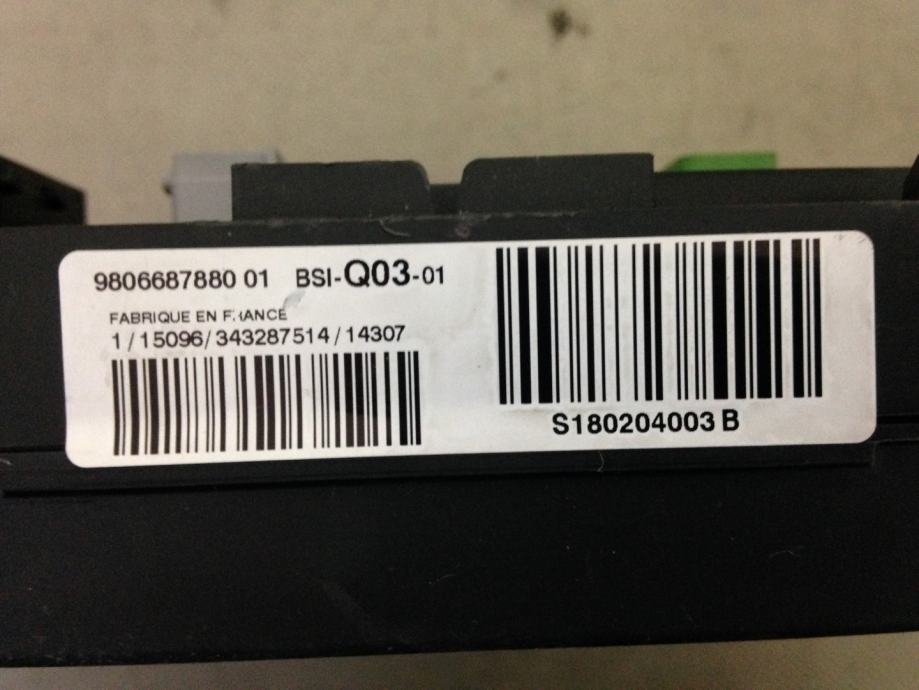 9806687880 01 BSI-Q03-01
FABRIQUE EN FRANCE
1/15096/343287514/14307
S180204003 B